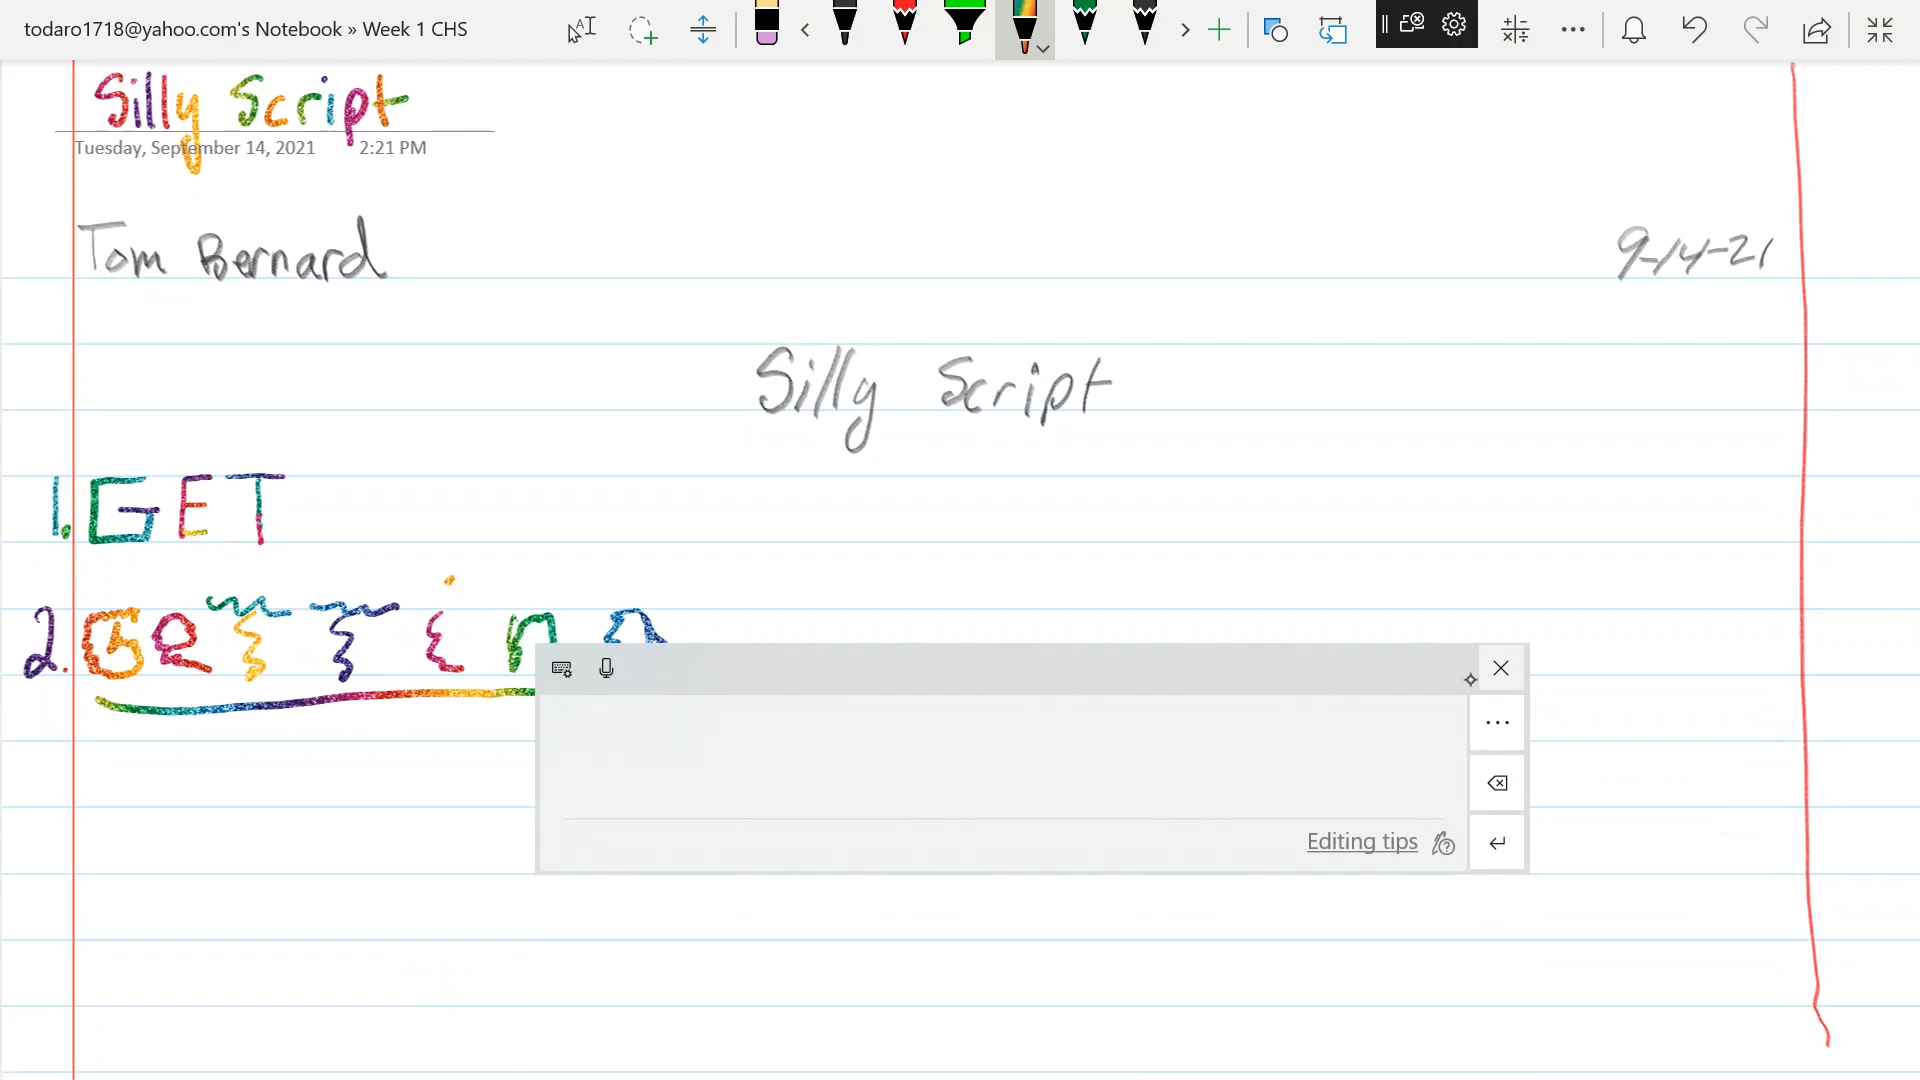 todaro1718@yahoo.com's Notebook » Week 1 CHS
Silly Script
Tuesday, September 14, 2021 2:21 PM
Tom Bernard 9-14-21
Silly Script
1. GET
2.
Editing tips